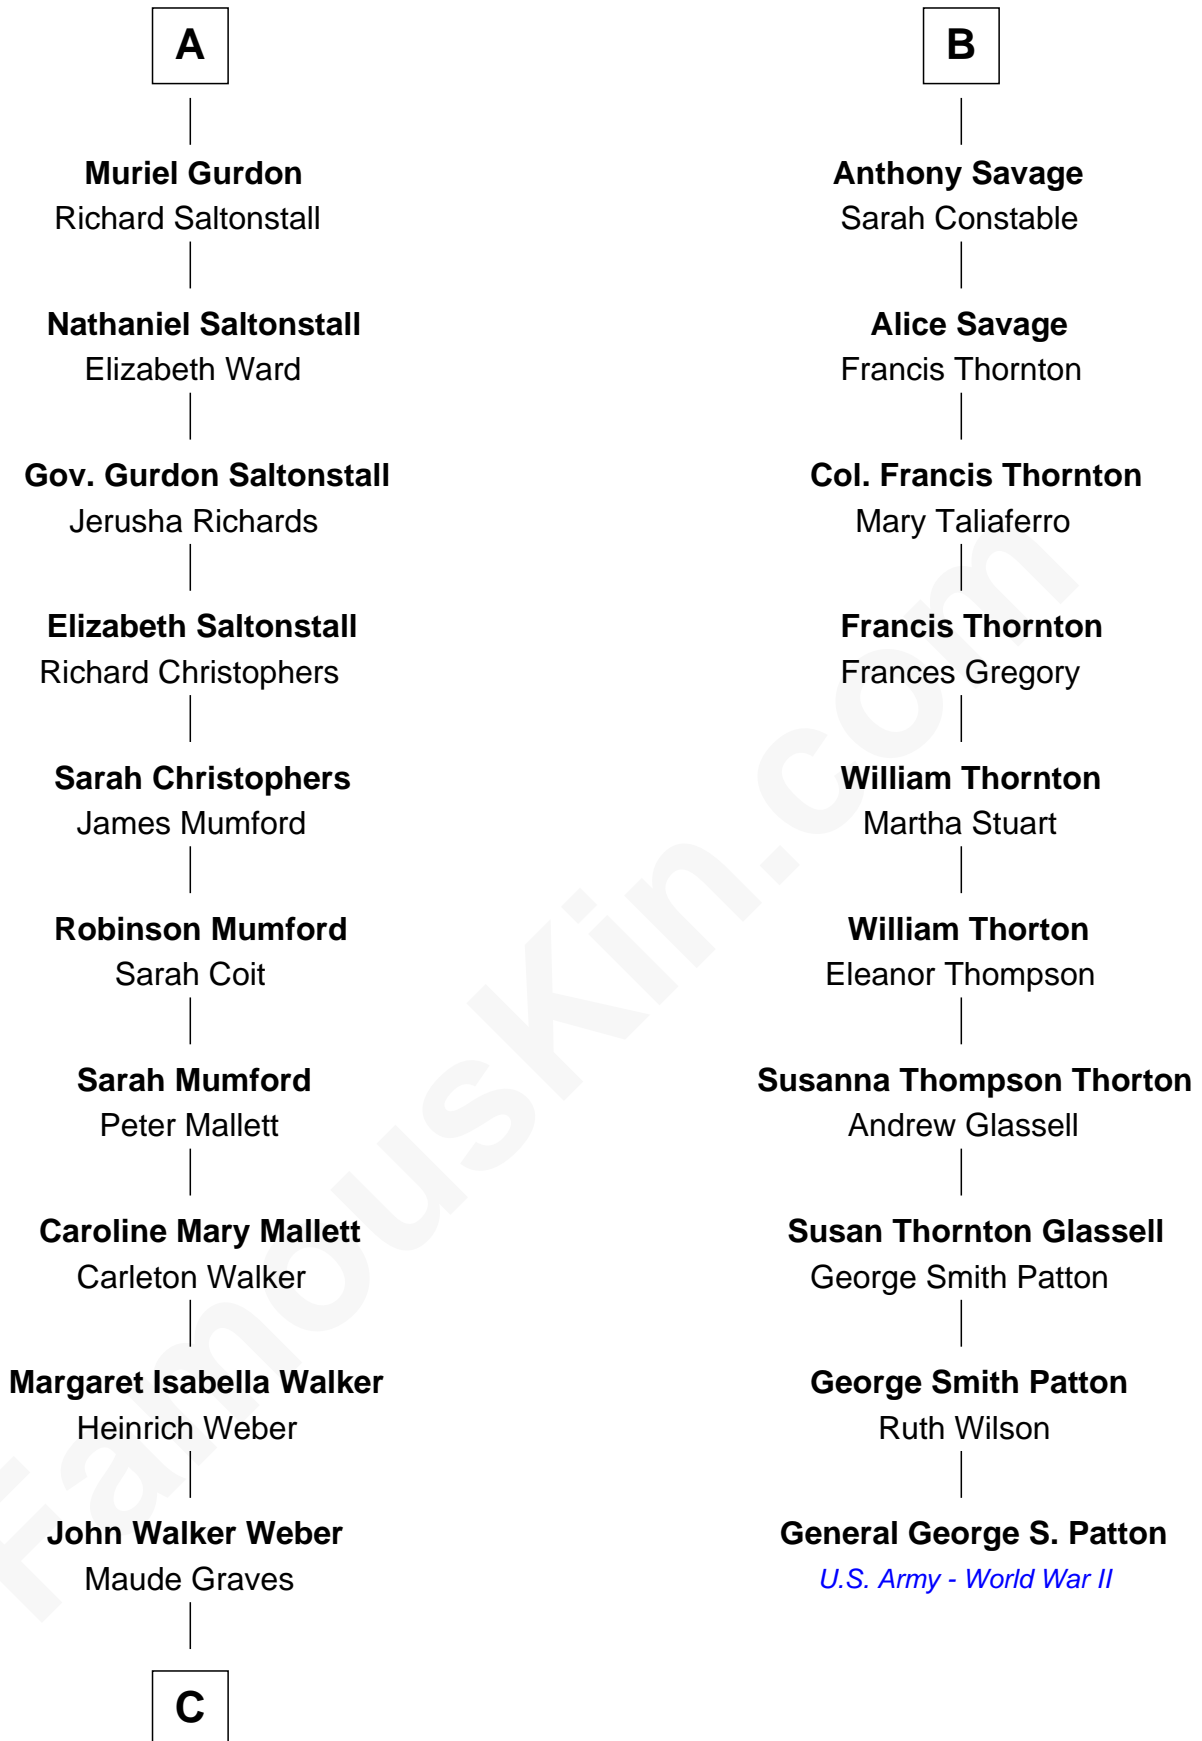 A
Muriel Gurdon
Richard Saltonstall
Nathaniel Saltonstall
Elizabeth Ward
Gov. Gurdon Saltonstall
Jerusha Richards
Elizabeth Saltonstall
Richard Christophers
Sarah Christophers
James Mumford
Robinson Mumford
Sarah Coit
Sarah Mumford
Peter Mallett
Caroline Mary Mallett
Carleton Walker
Margaret Isabella Walker
Heinrich Weber
John Walker Weber
Maude Graves
C
B
Anthony Savage
Sarah Constable
Alice Savage
Francis Thornton
Col. Francis Thornton
Mary Taliaferro
Francis Thornton
Frances Gregory
William Thornton
Martha Stuart
William Thorton
Eleanor Thompson
Susanna Thompson Thorton
Andrew Glassell
Susan Thornton Glassell
George Smith Patton
George Smith Patton
Ruth Wilson
General George S. Patton
U.S. Army - World War II
FamousKin.com